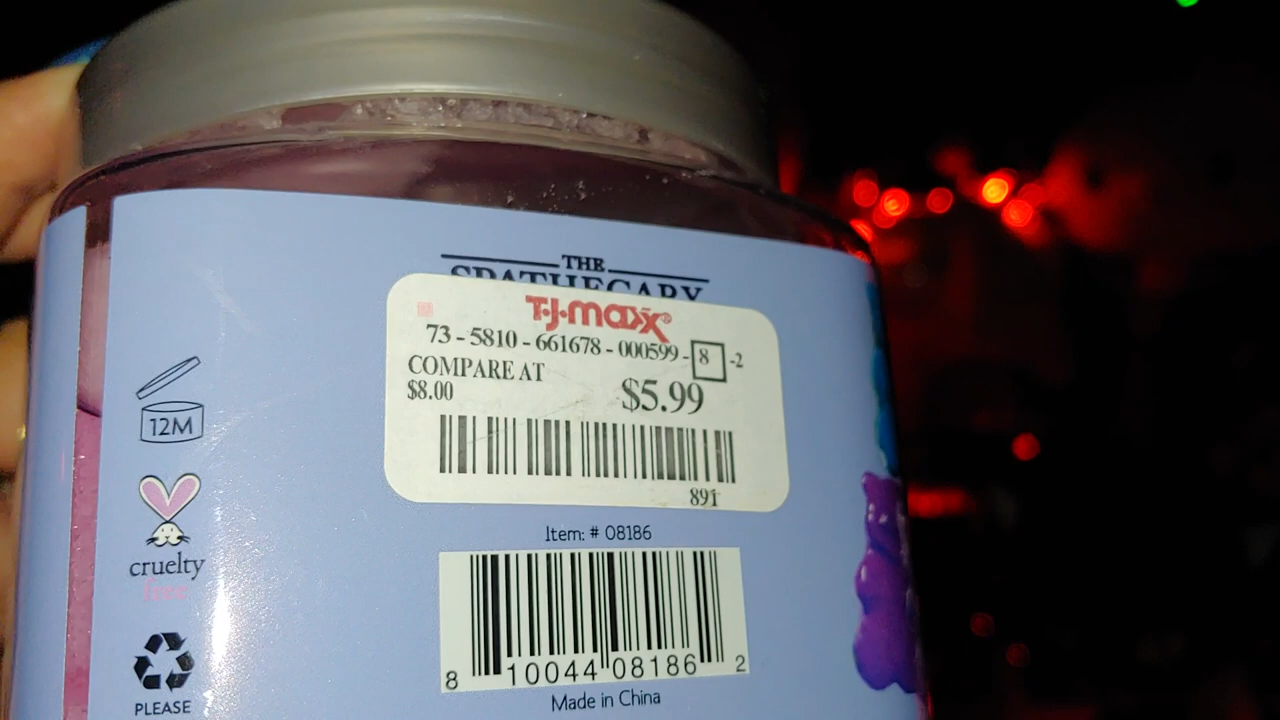 THE
SPATHECARY
T·J·maxx®
73 - 5810 - 661678 - 000599 - 8 -2
COMPARE AT
$8.00
$5.99
891
Item: # 08186
8 10044 08186 2
Made in China
12M
cruelty
free
PLEASE